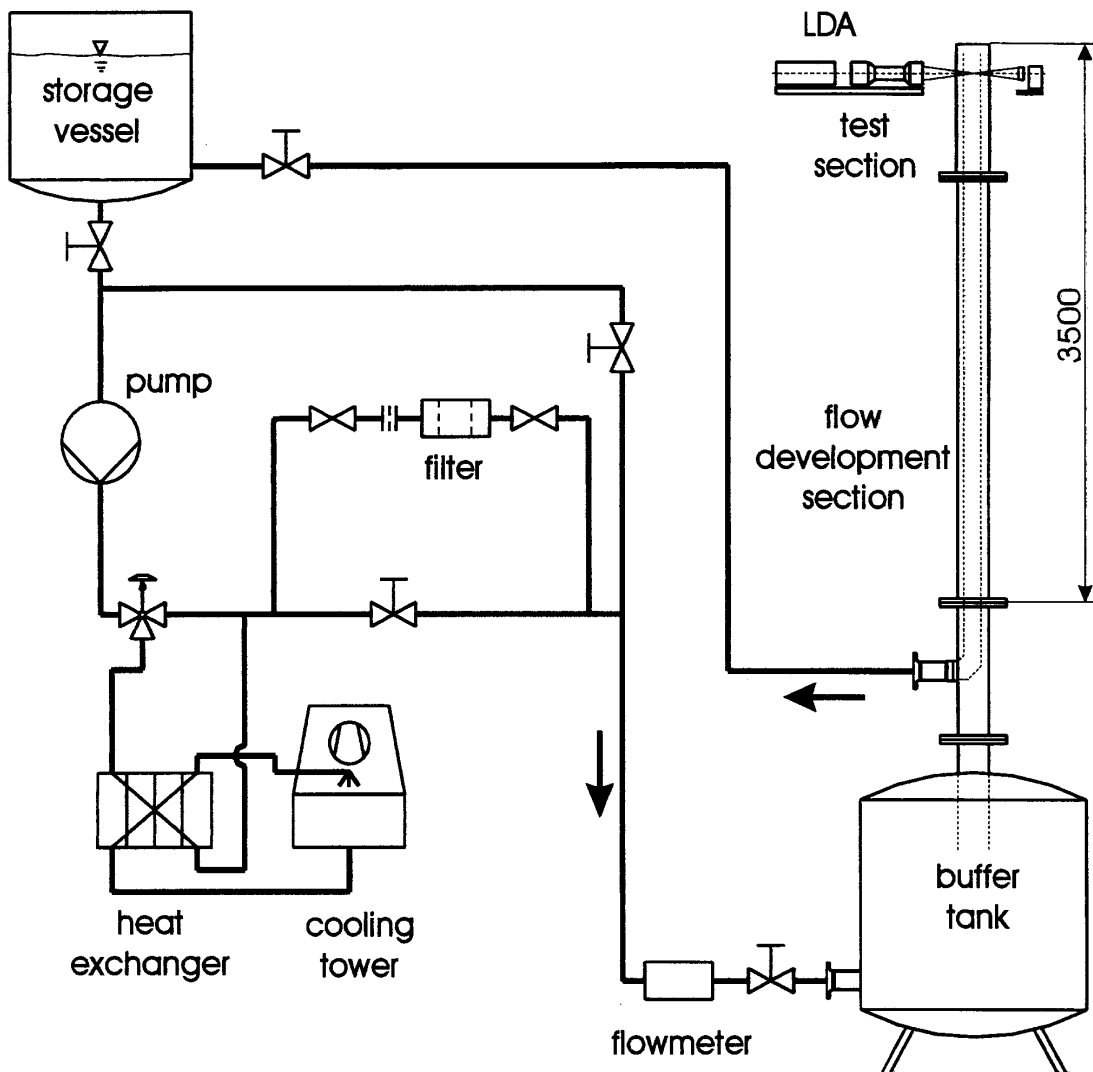 LDA
storage
vessel
test
section
3500
pump
flow
development
section
filter
buffer
tank
heat
exchanger
cooling
tower
flowmeter